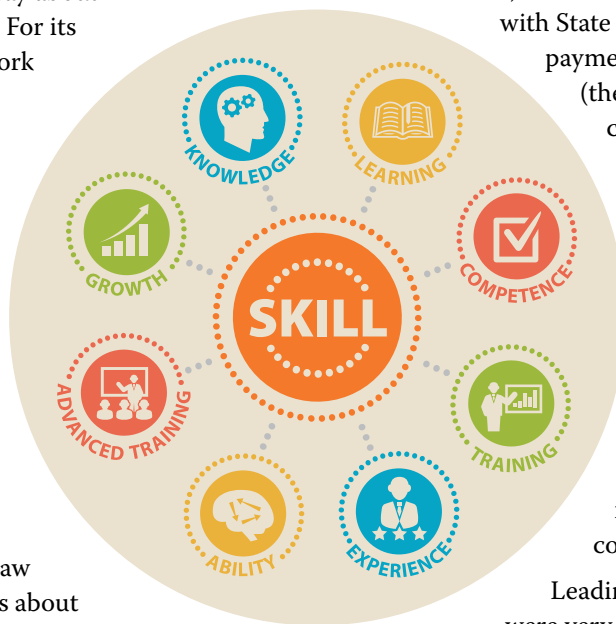 For its
ork
with State
payme
(the
c
KNOWLEDGE
LEARNING
GROWTH
COMPETENCE
SKILL
ADVANCED TRAINING
TRAINING
ABILITY
EXPERIENCE
aw
s about
co
Leadin